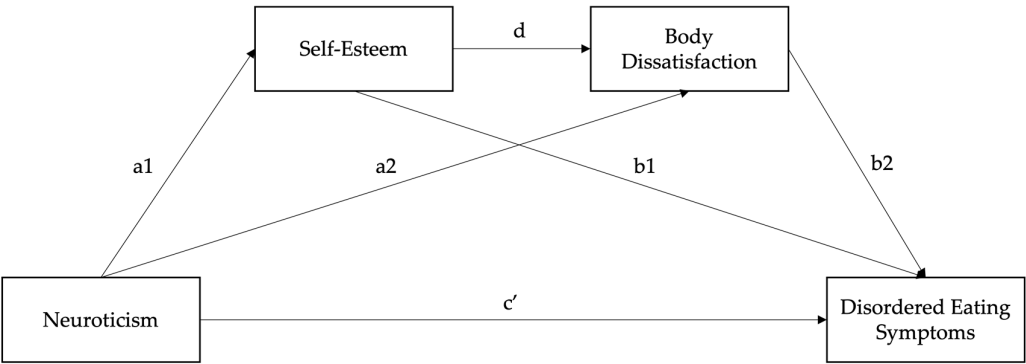 Self-Esteem
d
Body
Dissatisfaction
a1
a2
b1
b2
Neuroticism
c’
Disordered Eating
Symptoms